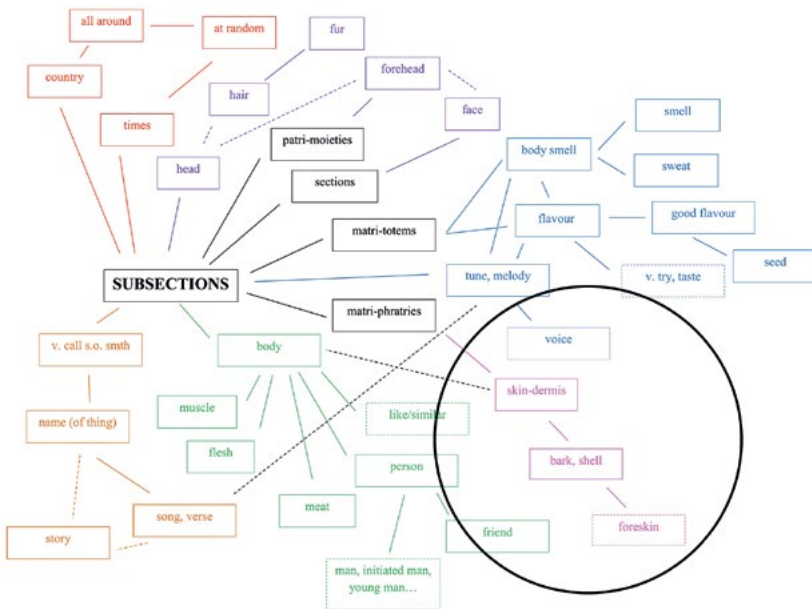 all around
at random
fur
country
forehead
hair
face
smell
times
patri-moieties
body smell
head
sections
sweat
matri-totems
flavour
good flavour
SUBSECTIONS
tune, melody
v. try, taste
seed
matri-phratries
v. call s.o. smth
body
voice
skin-dermis
muscle
like/similar
name (of thing)
flesh
bark, shell
person
meat
song, verse
foreskin
story
friend
man, initiated man,
young man...